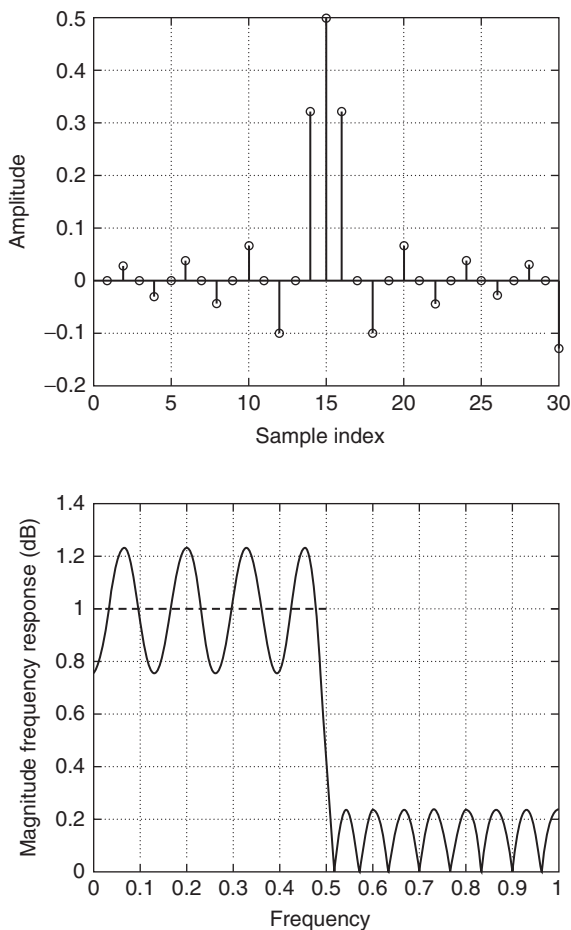 0.5
0.4
0.3
0.2
0.1
0
−0.1
−0.2
Amplitude
0 5 10 15 20 25 30
Sample index
1.4
1.2
1
0.8
0.6
0.4
0.2
0
Magnitude frequency response (dB)
0 0.1 0.2 0.3 0.4 0.5 0.6 0.7 0.8 0.9 1
Frequency